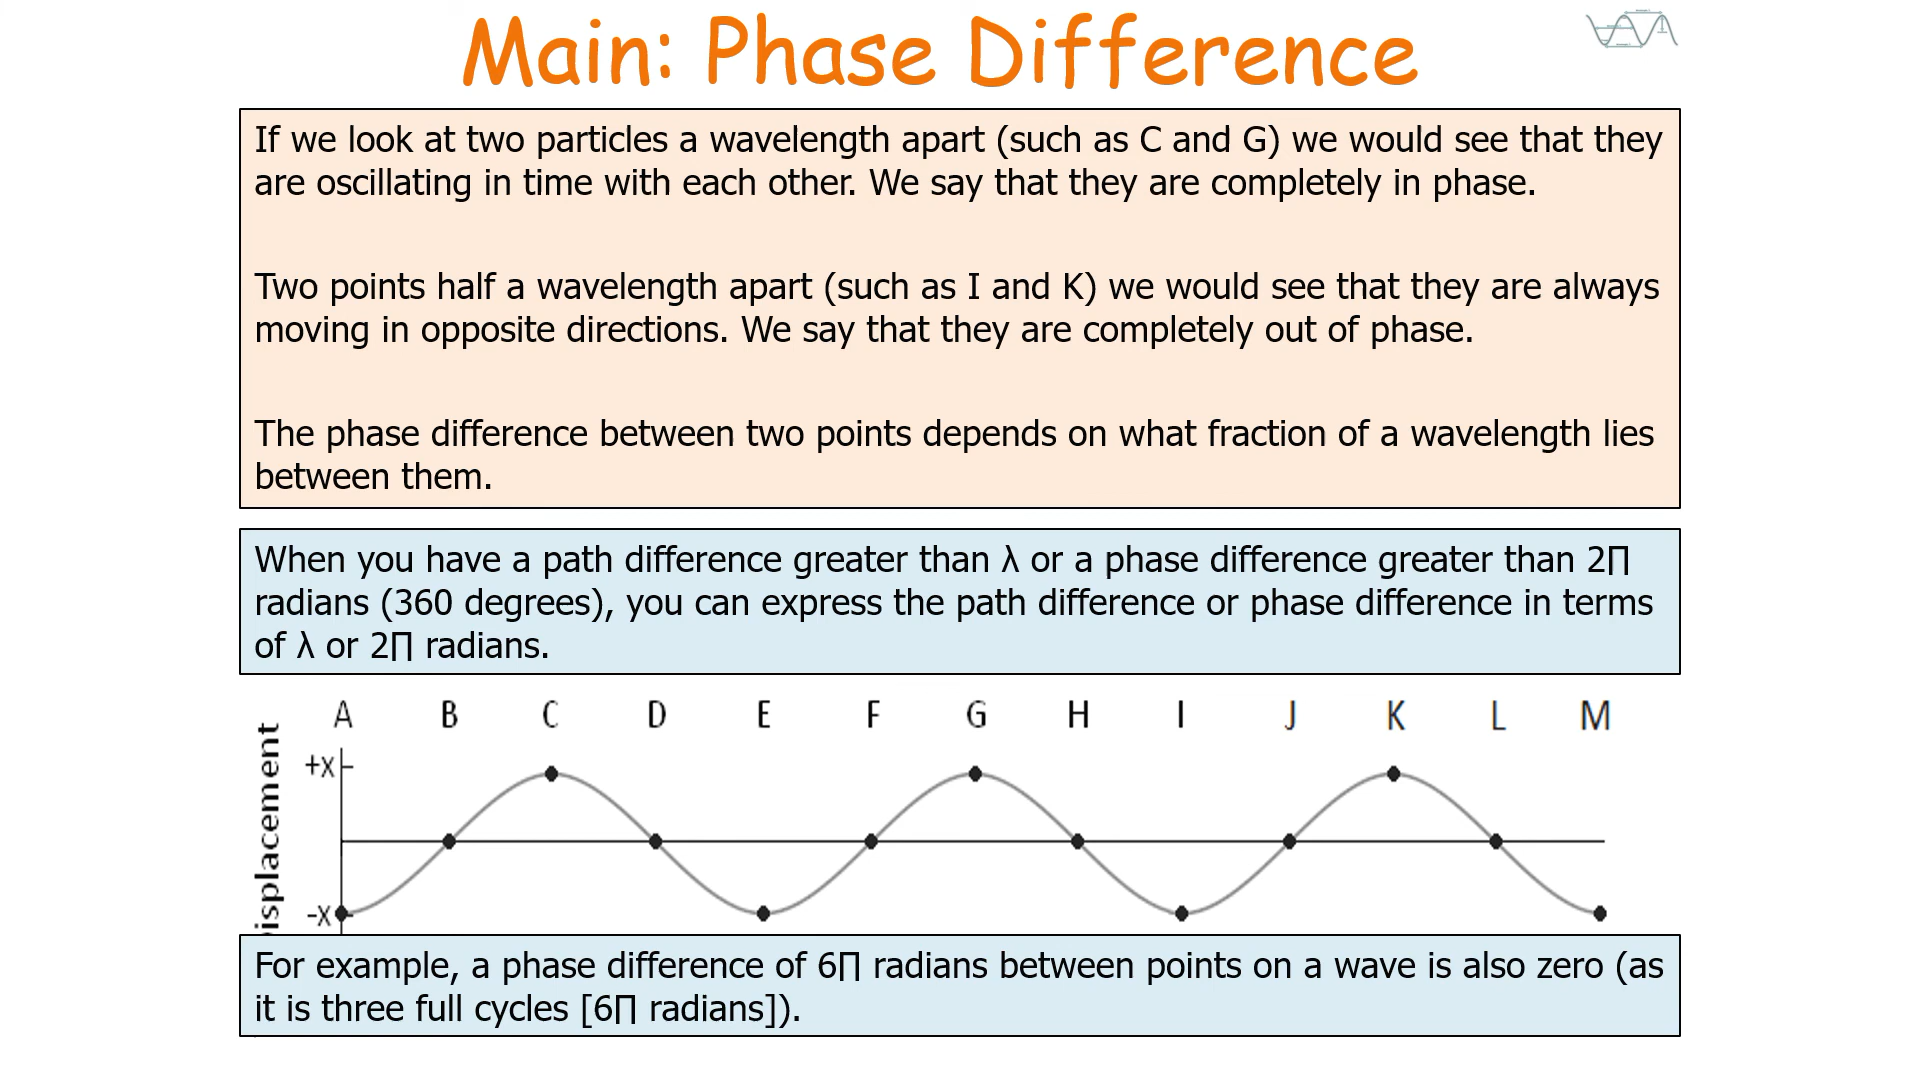 Main: Phase Difference
If we look at two particles a wavelength apart (such as C and G) we would see that they
are oscillating in time with each other. We say that they are completely in phase.
Two points half a wavelength apart (such as I and K) we would see that they are always
moving in opposite directions. We say that they are completely out of phase.
The phase difference between two points depends on what fraction of a wavelength lies
between them.
When you have a path difference greater than λ or a phase difference greater than 2Π
radians (360 degrees), you can express the path difference or phase difference in terms
of λ or 2Π radians.
A B C D E F G H I J K L M
+X
-X
isplacement
For example, a phase difference of 6Π radians between points on a wave is also zero (as
it is three full cycles [6Π radians]).